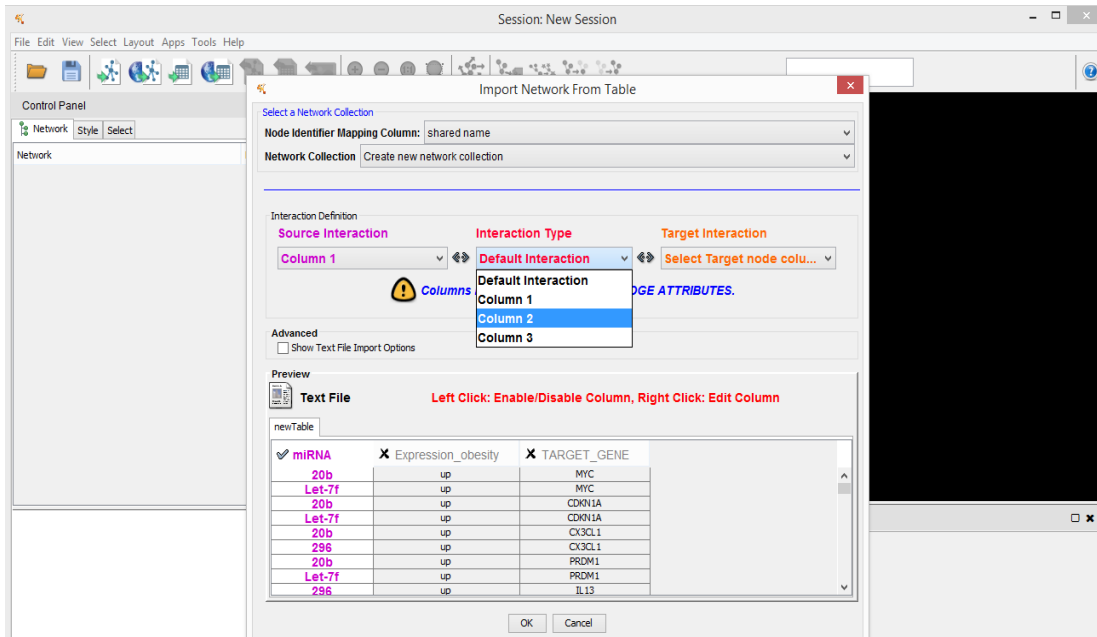 Session: New Session
File Edit View Select Layout Apps Tools Help
Control Panel
Network Style Select
Network
Import Network From Table
Select a Network Collection
Node Identifier Mapping Column: shared name
Network Collection Create new network collection
Interaction Definition
Source Interaction Interaction Type Target Interaction
Column 1 Default Interaction Select Target node colu...
Default Interaction
Columns DGE ATTRIBUTES.
Column 1
Column 2
Column 3
Advanced
Show Text File Import Options
Preview
Text File Left Click: Enable/Disable Column, Right Click: Edit Column
newTable
miRNA Expression_obesity TARGET_GENE
20b up MYC
Let-7f up MYC
20b up CDKN1A
Let-7f up CDKN1A
20b up CX3CL1
296 up CX3CL1
20b up PRDM1
Let-7f up PRDM1
296 up IL13
OK Cancel